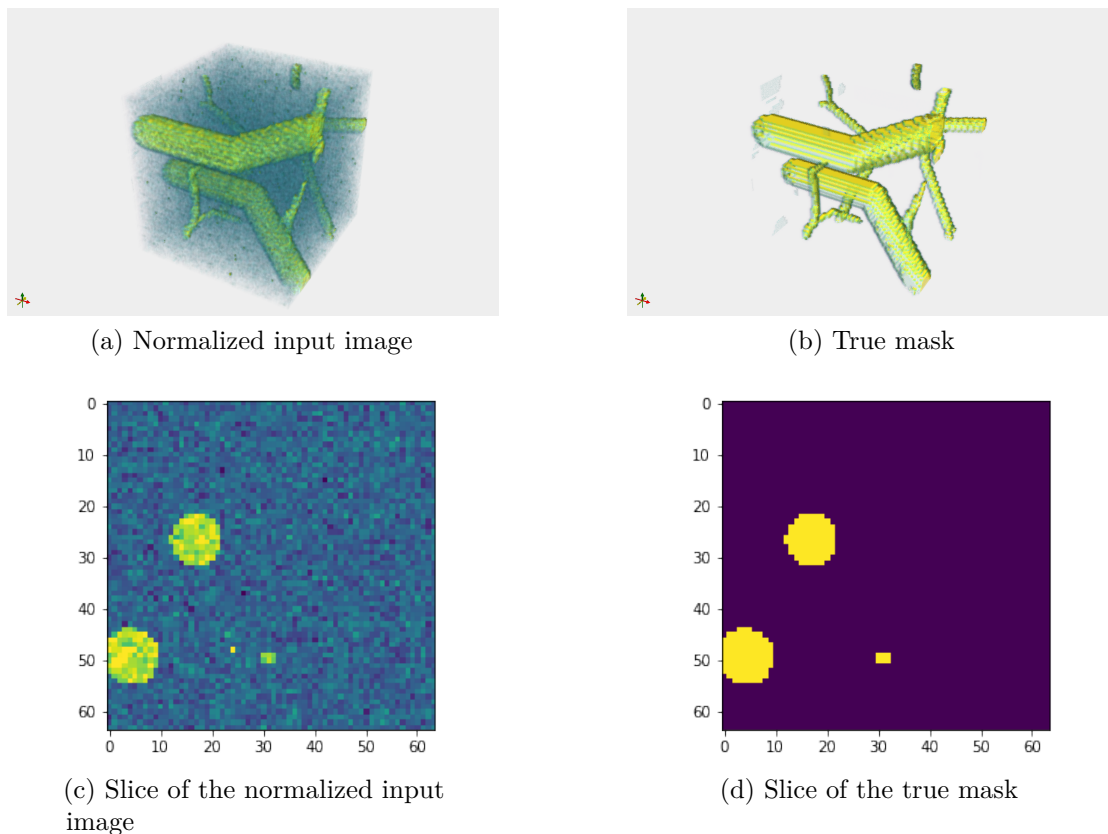 (a) Normalized input image
(b) True mask
0
10
20
30
40
50
60
0 10 20 30 40 50 60
(c) Slice of the normalized input
image
0
10
20
30
40
50
60
0 10 20 30 40 50 60
(d) Slice of the true mask